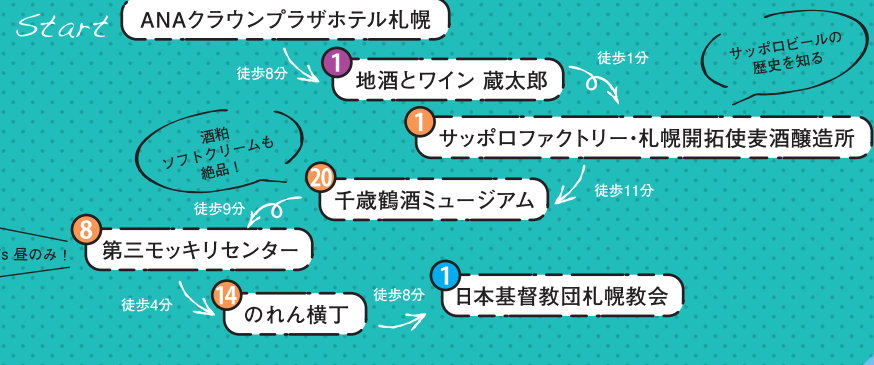 Start
ANAクラウンプラザホテル札幌
徒歩8分
1
地酒とワイン 蔵太郎
徒歩1分
サッポロビールの
歴史を知る
1
サッポロファクトリー・札幌開拓使麦酒醸造所
酒粕
ソフトクリームも
絶品！
徒歩11分
20
千歳鶴酒ミュージアム
徒歩9分
8
第三モッキリセンター
s 昼のみ！
徒歩4分
14
のれん横丁
徒歩8分
1
日本基督教団札幌教会